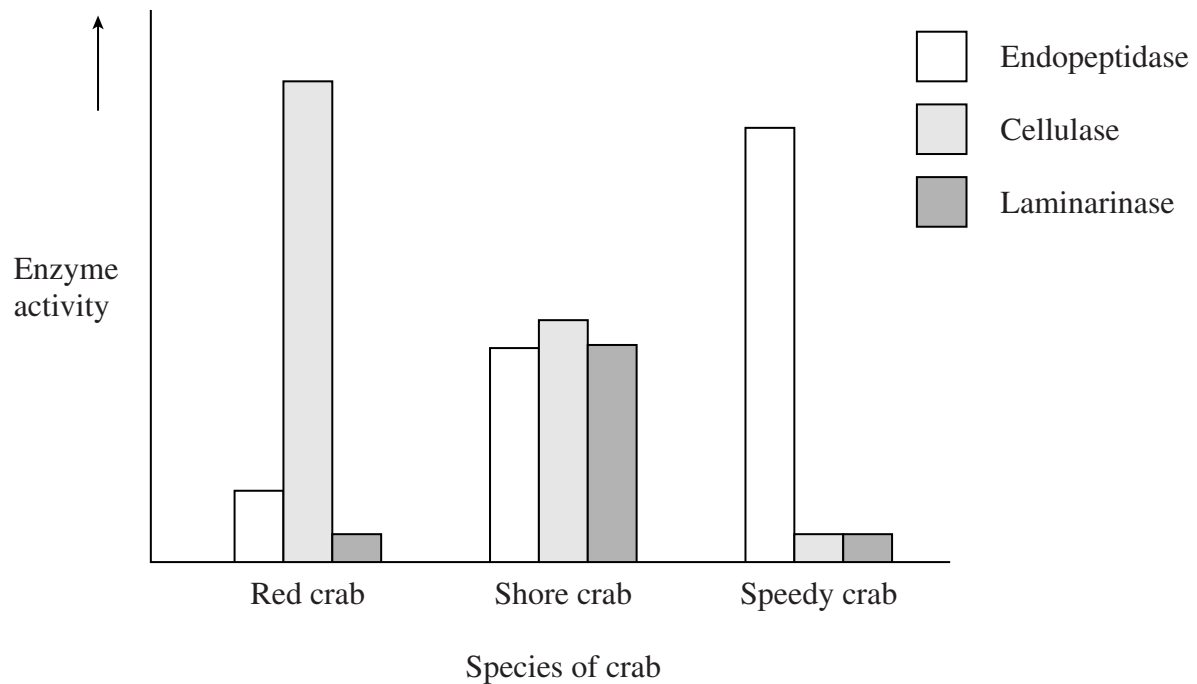 Endopeptidase
Cellulase
Laminarinase
Enzyme
activity
Red crab
Shore crab
Speedy crab
Species of crab